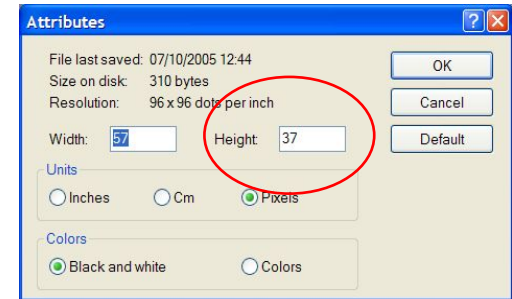 Attributes
File last saved: 07/10/2005 12:44
Size on disk: 310 bytes
Resolution: 96 x 96 dots per inch
Width: 57 Height: 37
Units
Inches Cm Pixels
Colors
Black and white Colors
OK
Cancel
Default